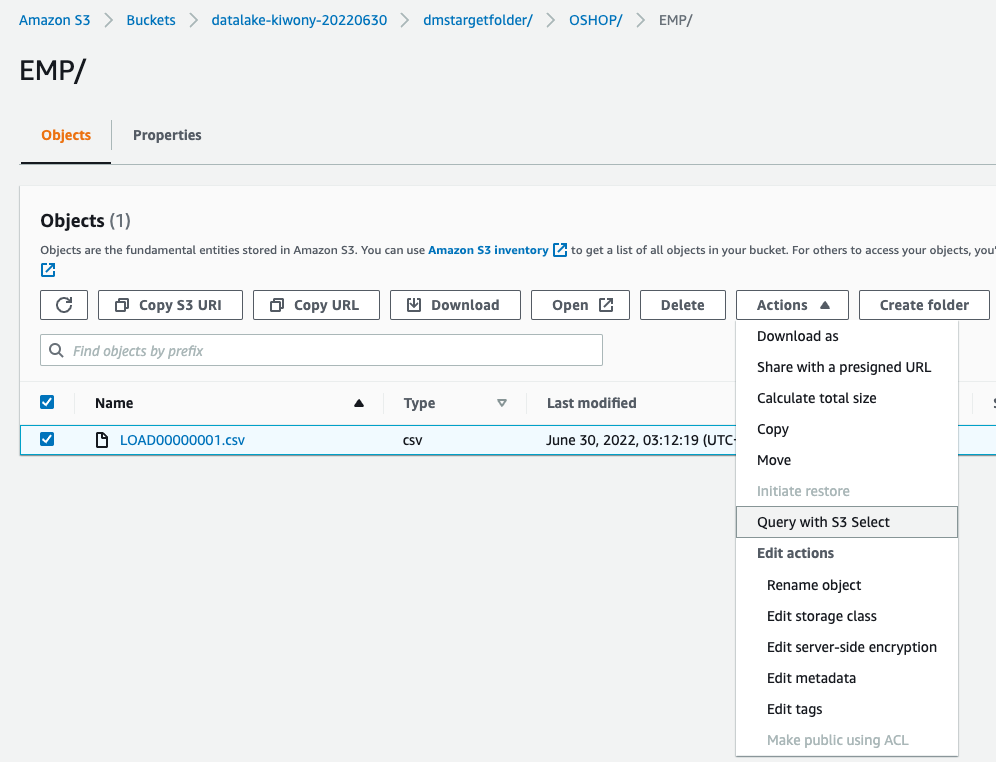 Amazon S3 > Buckets > datalake-kiwony-20220630 > dmstargetfolder/ > OSHOP/ > EMP/
EMP/
Objects Properties
Objects (1)
Objects are the fundamental entities stored in Amazon S3. You can use Amazon S3 inventory to get a list of all objects in your bucket. For others to access your objects, you'
Copy S3 URI Copy URL Download Open Delete Actions Create folder
Find objects by prefix
Name Type Last modified
LOAD00000001.csv csv June 30, 2022, 03:12:19 (UTC-
Download as
Share with a presigned URL
Calculate total size
Copy
Move
Initiate restore
Query with S3 Select
Edit actions
Rename object
Edit storage class
Edit server-side encryption
Edit metadata
Edit tags
Make public using ACL